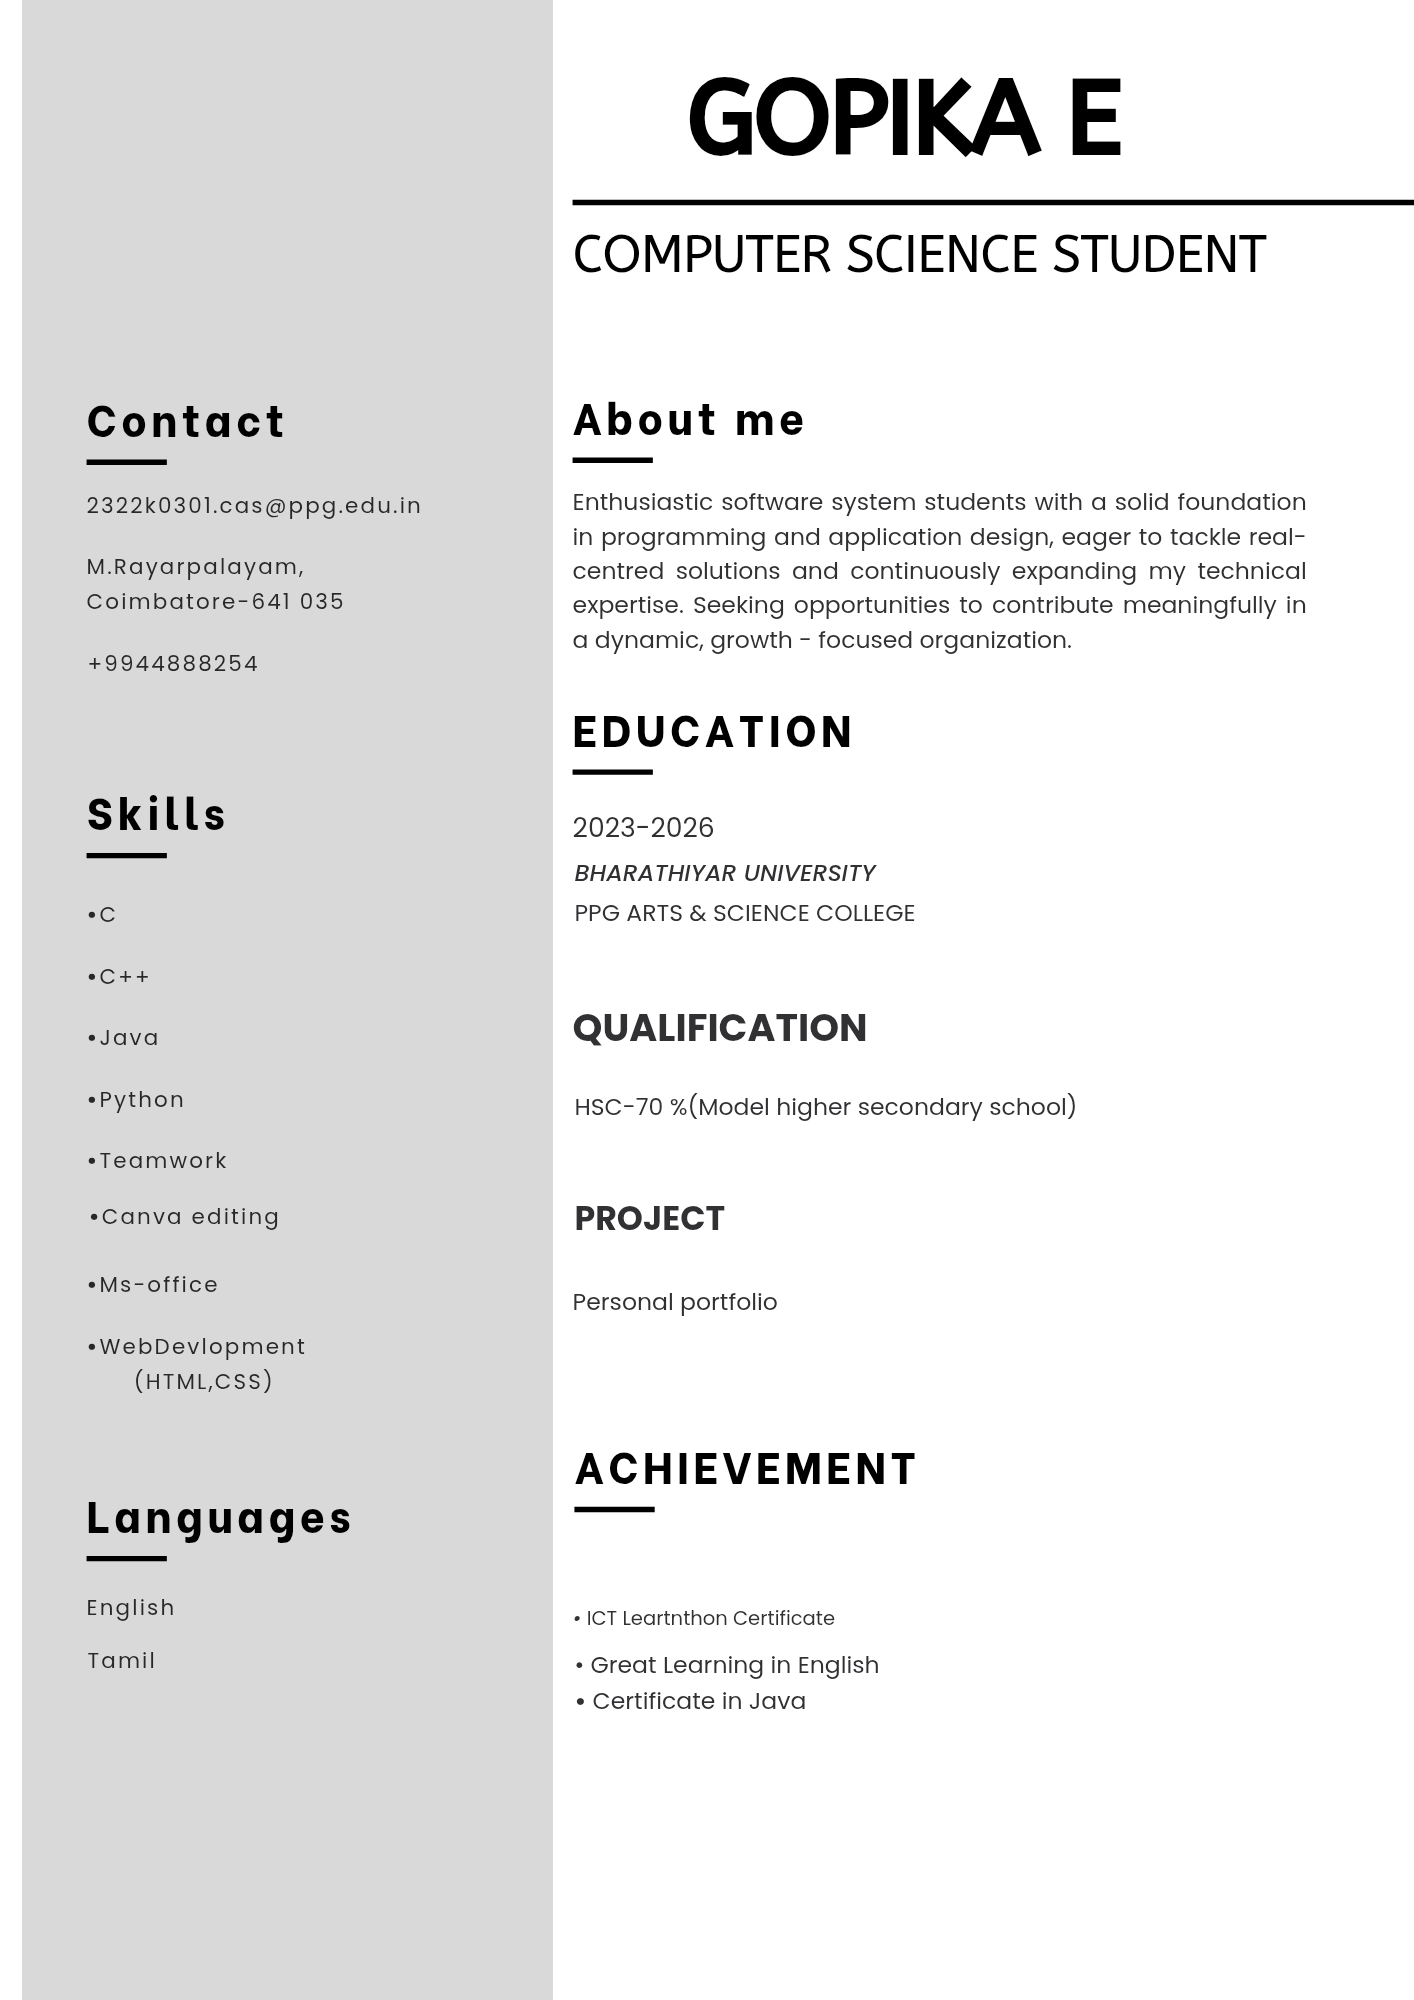 GOPIKA E
COMPUTER SCIENCE STUDENT
Contact
2322k0301.cas@ppg.edu.in
M.Rayarpalayam,
Coimbatore-641 035
+9944888254
Skills
•C
•C++
•Java
•Python
•Teamwork
•Canva editing
•Ms-office
•WebDevlopment
(HTML,CSS)
Languages
English
Tamil
About me
Enthusiastic software system students with a solid foundation
in programming and application design, eager to tackle real-
centred solutions and continuously expanding my technical
expertise. Seeking opportunities to contribute meaningfully in
a dynamic, growth - focused organization.
EDUCATION
2023-2026
BHARATHIYAR UNIVERSITY
PPG ARTS & SCIENCE COLLEGE
QUALIFICATION
HSC-70 %(Model higher secondary school)
PROJECT
Personal portfolio
ACHIEVEMENT
• ICT Leartnthon Certificate
• Great Learning in English
• Certificate in Java